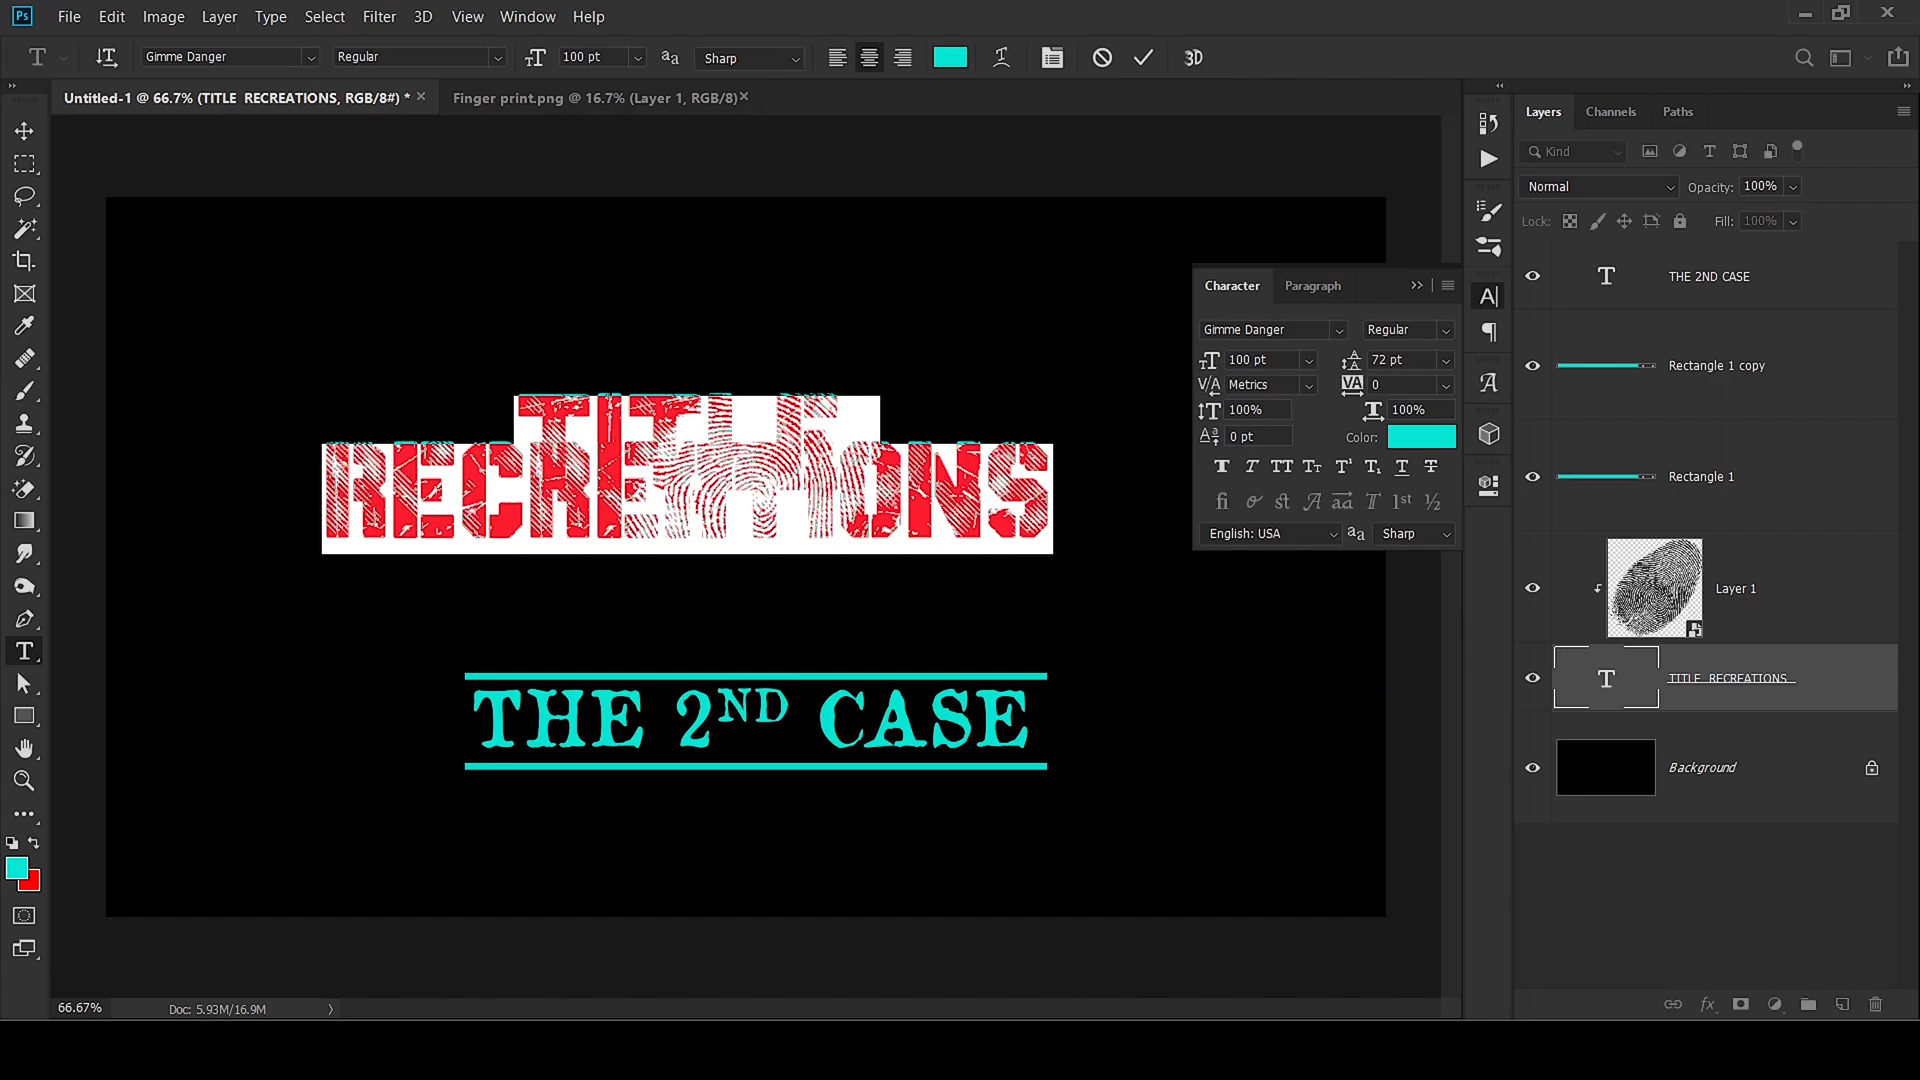 Ps File Edit Image Layer Type Select Filter 3D View Window Help
Gimme Danger Regular 100 pt Sharp 3D
Untitled-1 @ 66.7% (TITLE RECREATIONS, RGB/8#) * Finger print.png @ 16.7% (Layer 1, RGB/8)
Layers Channels Paths
Kind
Normal Opacity: 100%
Lock: Fill: 100%
THE 2ND CASE
Rectangle 1 copy
Rectangle 1
Layer 1
TITLE RECREATIONS
Background
Character Paragraph
Gimme Danger Regular
100 pt 72 pt
Metrics 0
100% 100%
0 pt Color:
English: USA Sharp
TITLE
RECREATIONS
THE 2ND CASE
66.67% Doc: 5.93M/16.9M